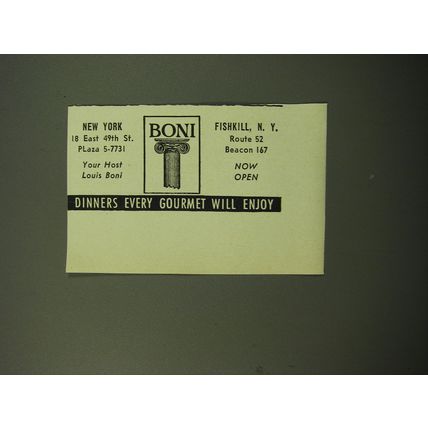 NEW YORK
18 East 49th St.
PLaza 5-7731
Your Host
Louis Boni
BONI
FISHKILL, N. Y.
Route 52
Beacon 167
NOW
OPEN
DINNERS EVERY GOURMET WILL ENJOY